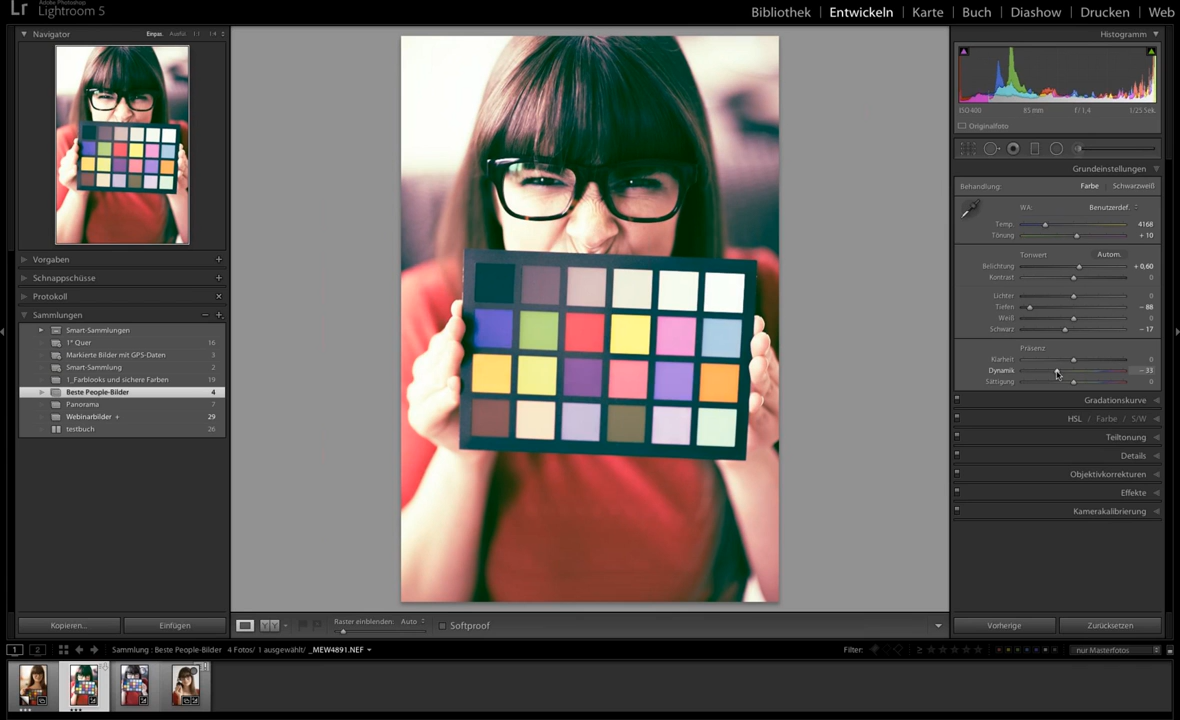 Lr Adobe Photoshop
Lightroom 5
Bibliothek | Entwickeln | Karte | Buch | Diashow | Drucken | Web
Navigator Einpas. Ausfül. 1:1 1:4
Histogramm
ISO 400 85 mm f / 1,4 1/25 Sek.
Originalfoto
Grundeinstellungen
Behandlung: Farbe Schwarzweiß
WA: Benutzerdef.
Temp. 4168
Tönung + 10
Tonwert Autom.
Belichtung + 0,60
Kontrast 0
Lichter 0
Tiefen − 88
Weiß 0
Schwarz − 17
Präsenz
Klarheit 0
Dynamik − 33
Sättigung 0
Gradationskurve
HSL / Farbe / S/W
Teiltonung
Details
Objektivkorrekturen
Effekte
Kamerakalibrierung
Vorherige Zurücksetzen
Vorgaben +
Schnappschüsse +
Protokoll ×
Sammlungen − +
Smart-Sammlungen
1* Quer 16
Markierte Bilder mit GPS-Daten 3
Smart-Sammlung 2
1_Farblooks und sichere Farben 19
Beste People-Bilder 4
Panorama 2
Webinarbilder + 29
testbuch 26
Kopieren... Einfügen
Raster einblenden: Auto Softproof
1 2 Sammlung : Beste People-Bilder 4 Fotos/ 1 ausgewählt/ _MEW4891.NEF
Filter: nur Masterfotos